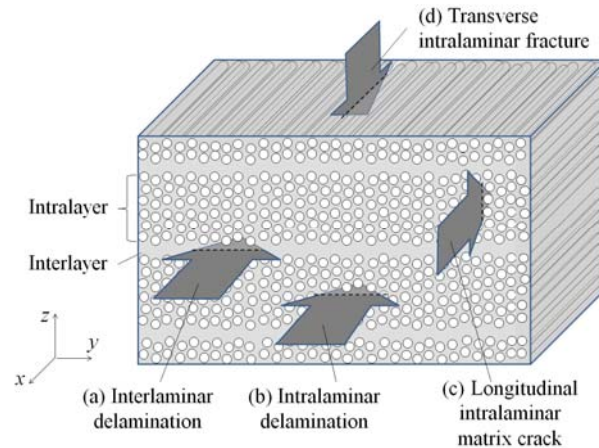 (d) Transverse
intralaminar fracture
Intralayer
Interlayer
z
y
x
(a) Interlaminar
delamination
(b) Intralaminar
delamination
(c) Longitudinal
intralaminar
matrix crack